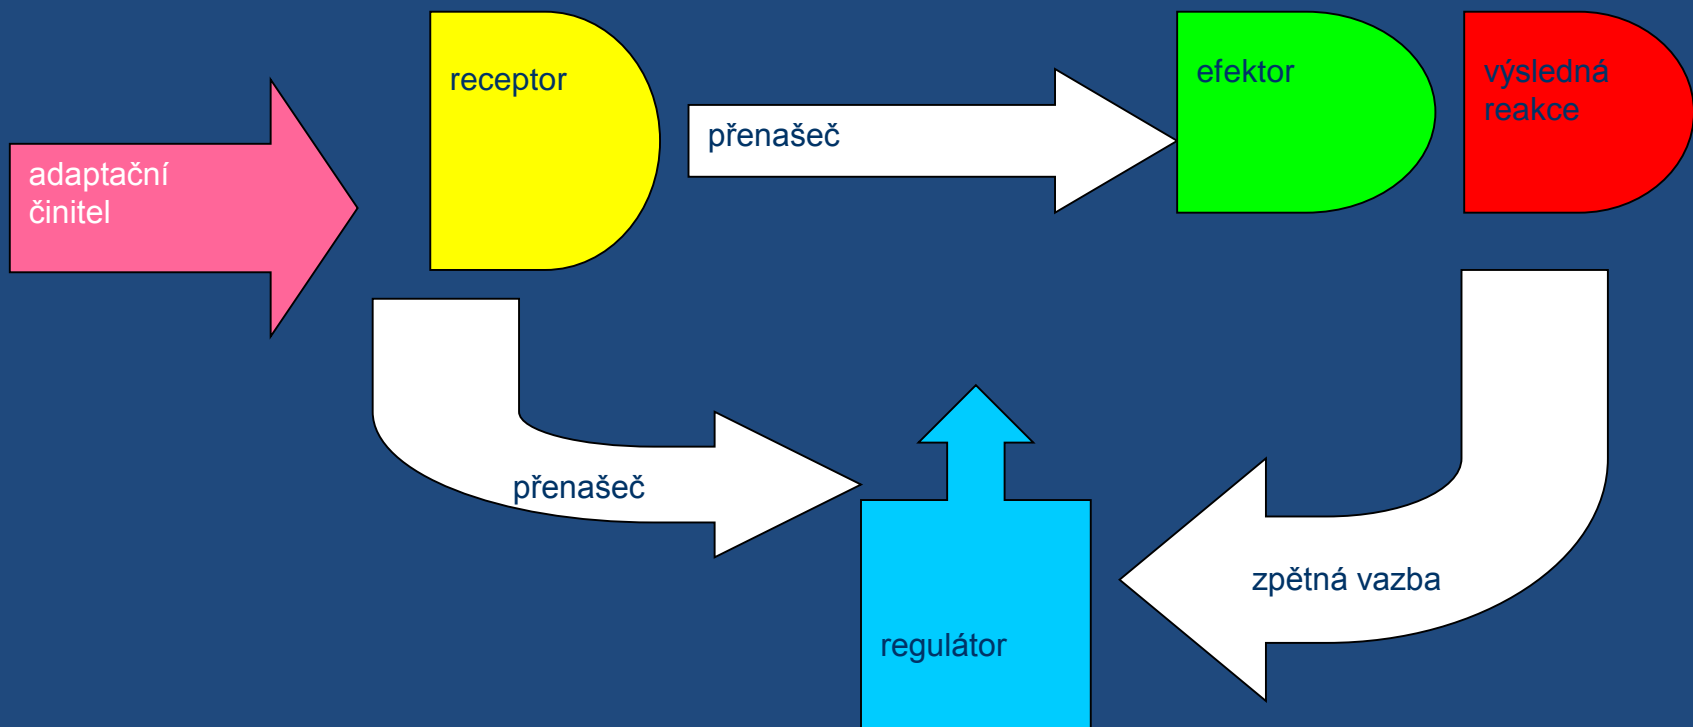 adaptační
činitel
receptor
přenašeč
efektor
výsledná
reakce
přenašeč
zpětná vazba
regulátor